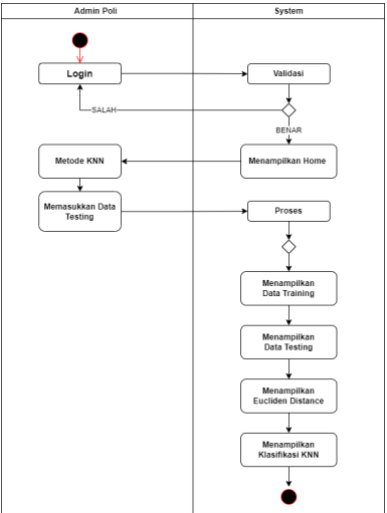 Admin Poli
System
Login
Validasi
SALAH
BENAR
Metode KNN
Menampilkan Home
Memasukkan Data
Testing
Proses
Menampilkan
Data Training
Menampilkan
Data Testing
Menampilkan
Eucliden Distance
Menampilkan
Klasifikasi KNN